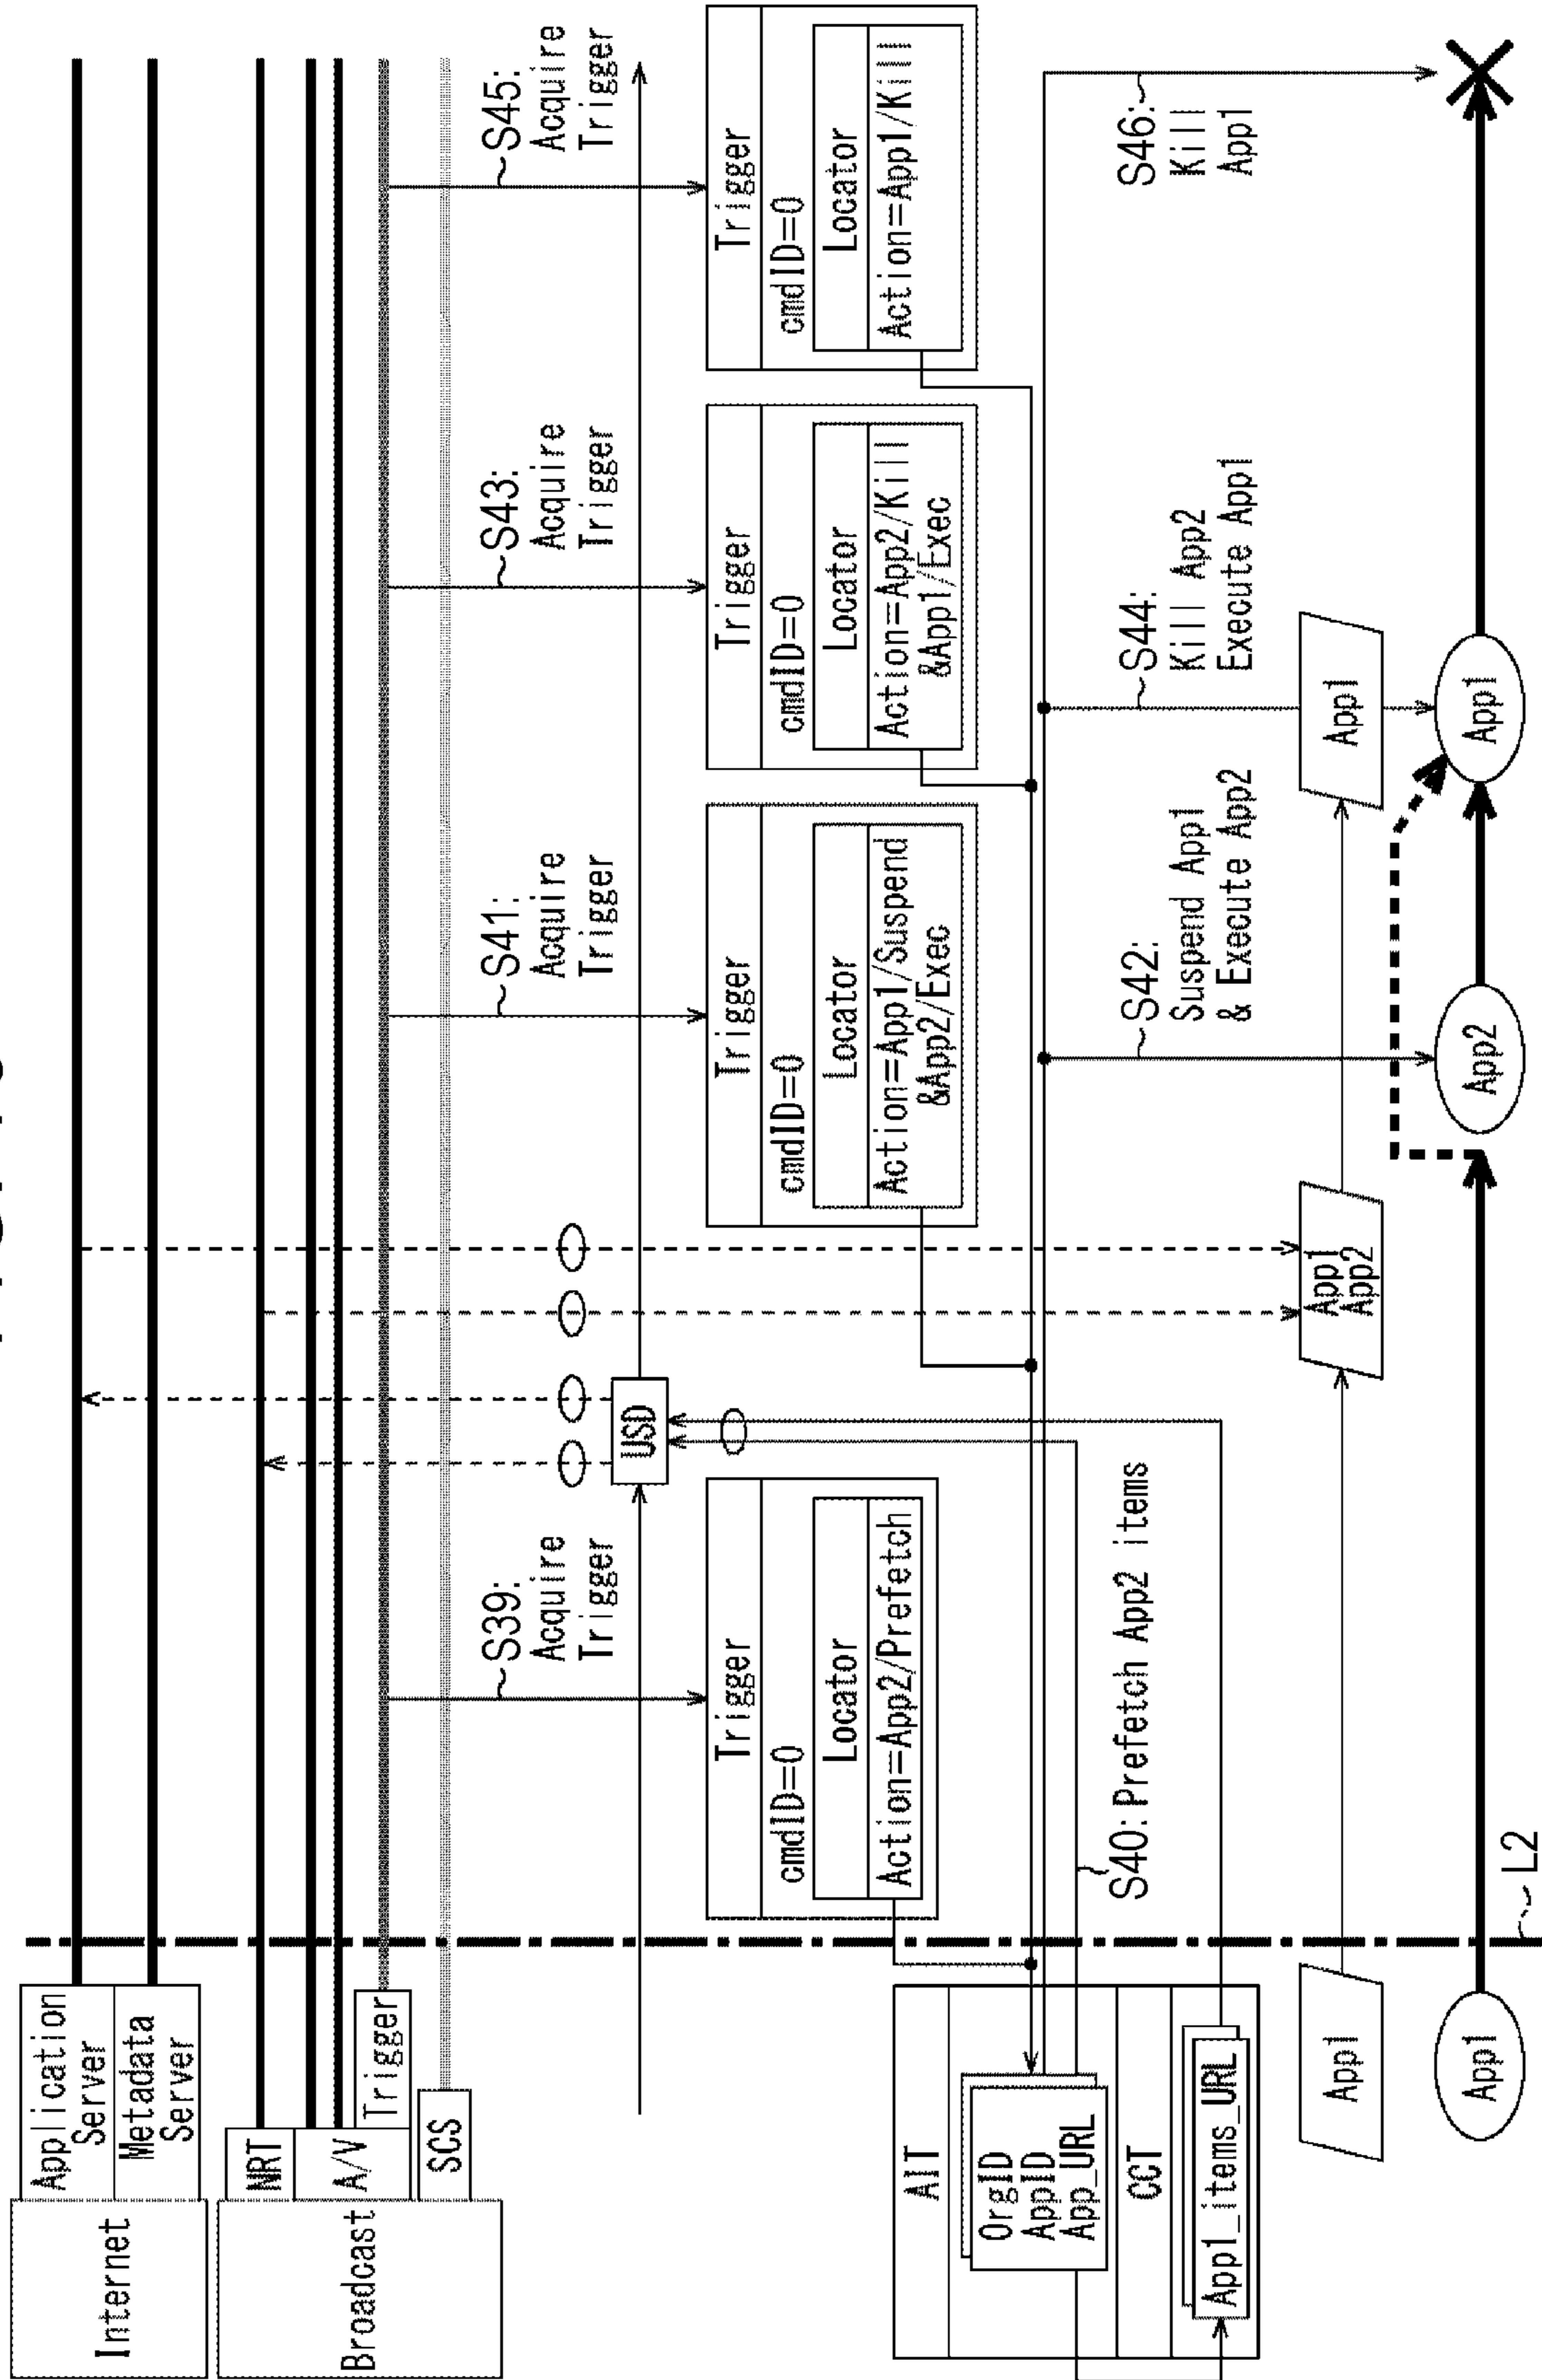 Internet
Application
Server
Metadata
Server
Broadcast
NRT
A/V
Trigger
SCS
S39:
Acquire
Trigger
S41:
Acquire
Trigger
S43:
Acquire
Trigger
S45:
Acquire
Trigger
USD
Trigger
cmdID=0
Locator
Action=App2/Prefetch
Trigger
cmdID=0
Locator
Action=App1/Suspend
&App2/Exec
Trigger
cmdID=0
Locator
Action=App2/Kill
&App1/Exec
Trigger
cmdID=0
Locator
Action=App1/Kill
AIT
OrgID
AppID
App_URL
CCT
App1_items_URL
S40: Prefetch App2 items
S42:
Suspend App1
& Execute App2
S44:
Kill App2
Execute App1
S46:
Kill
App1
App1
App1
App2
App1
App1
App2
App1
L2